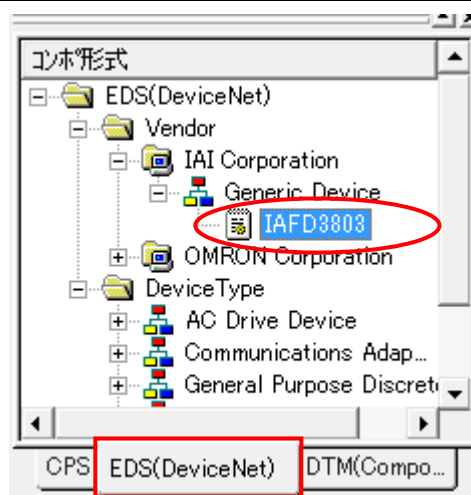 コンポ形式
EDS(DeviceNet)
Vendor
IAI Corporation
Generic Device
IAFD3803
OMRON Corporation
DeviceType
AC Drive Device
Communications Adap...
General Purpose Discrete
CPS EDS(DeviceNet) DTM(Compo...